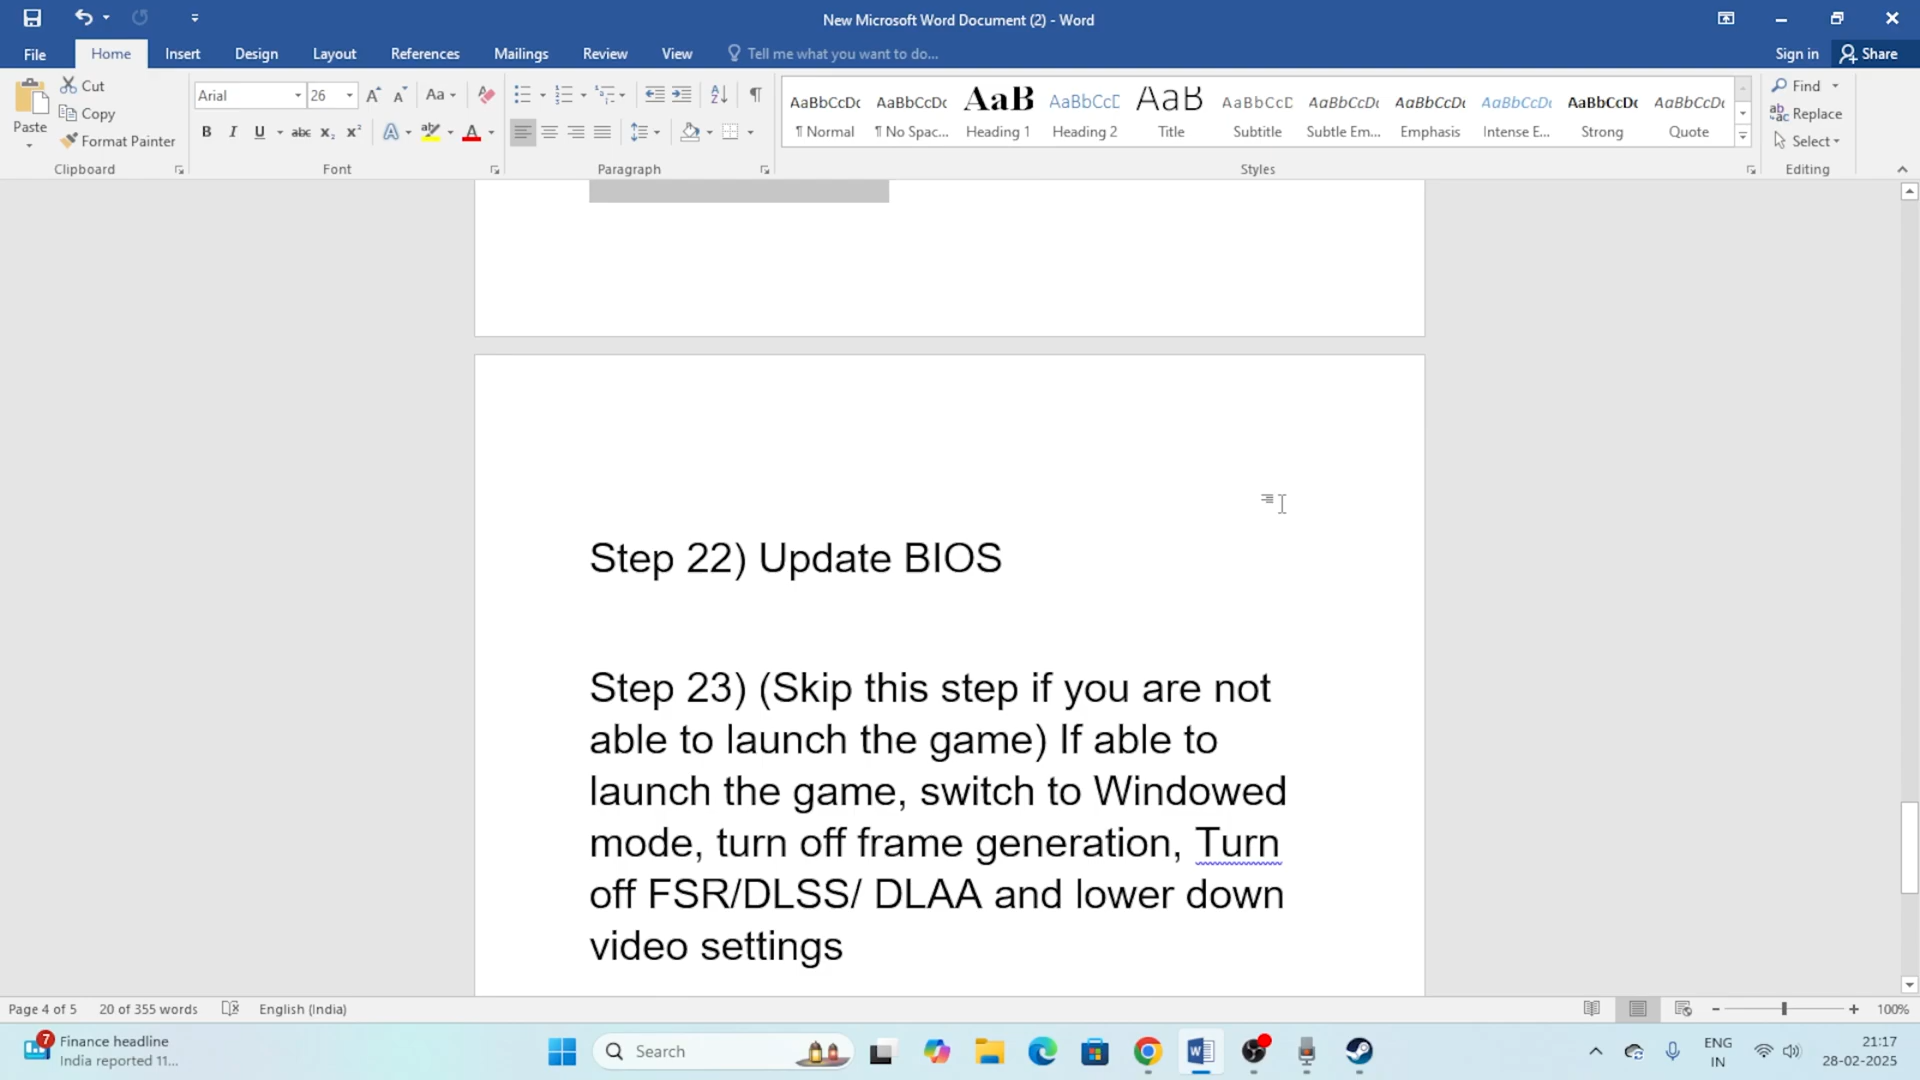 New Microsoft Word Document (2) - Word
File Home Insert Design Layout References Mailings Review View Tell me what you want to do... Sign in Share
Paste Cut
Copy
Format Painter
Clipboard
Arial 26
Font
Paragraph
AaBbCcDc AaBbCcDc AaB AaBbCcD AaB AaBbCcD AaBbCcDt AaBbCcDt AaBbCcDt AaBbCcDc AaBbCcDt
¶ Normal ¶ No Spac... Heading 1 Heading 2 Title Subtitle Subtle Em... Emphasis Intense E... Strong Quote
Styles
Find
Replace
Select
Editing
Step 22) Update BIOS
Step 23) (Skip this step if you are not
able to launch the game) If able to
launch the game, switch to Windowed
mode, turn off frame generation, Turn
off FSR/DLSS/ DLAA and lower down
video settings
Page 4 of 5 20 of 355 words English (India) 100%
7 Finance headline
India reported 11...
Search
ENG
IN
21:17
28-02-2025